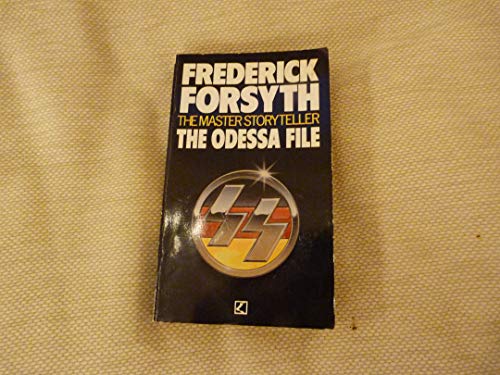 FREDERICK
FORSYTH
THE MASTER STORYTELLER
THE ODESSA FILE